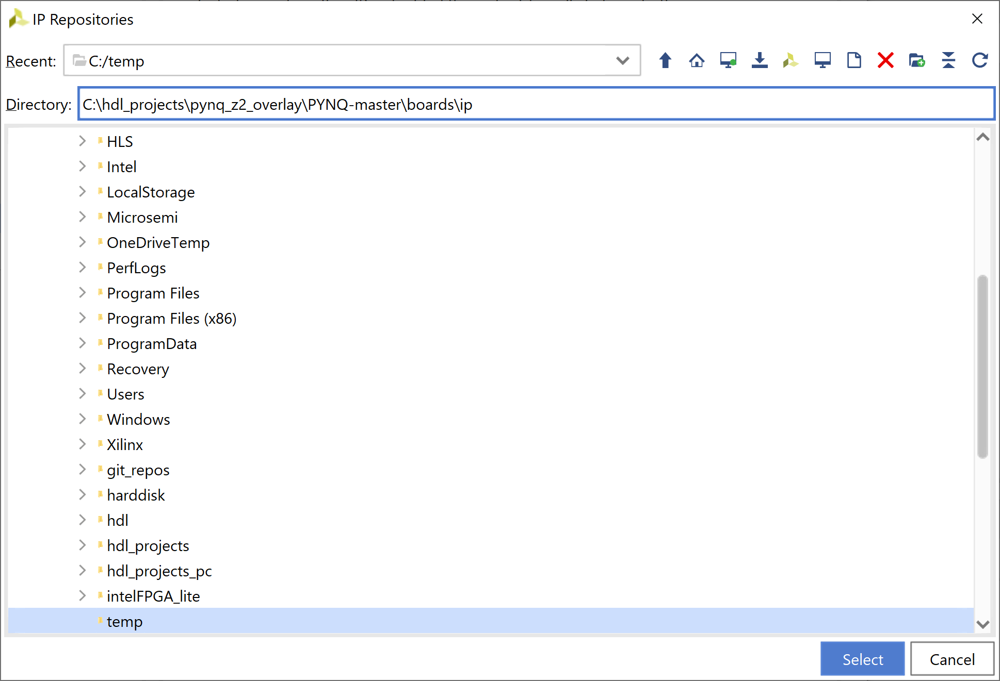 IP Repositories
Recent: C:/temp
Directory: C:\hdl_projects\pynq_z2_overlay\PYNQ-master\boards\ip
HLS
Intel
LocalStorage
Microsemi
OneDriveTemp
PerfLogs
Program Files
Program Files (x86)
ProgramData
Recovery
Users
Windows
Xilinx
git_repos
harddisk
hdl
hdl_projects
hdl_projects_pc
intelFPGA_lite
temp
Select Cancel